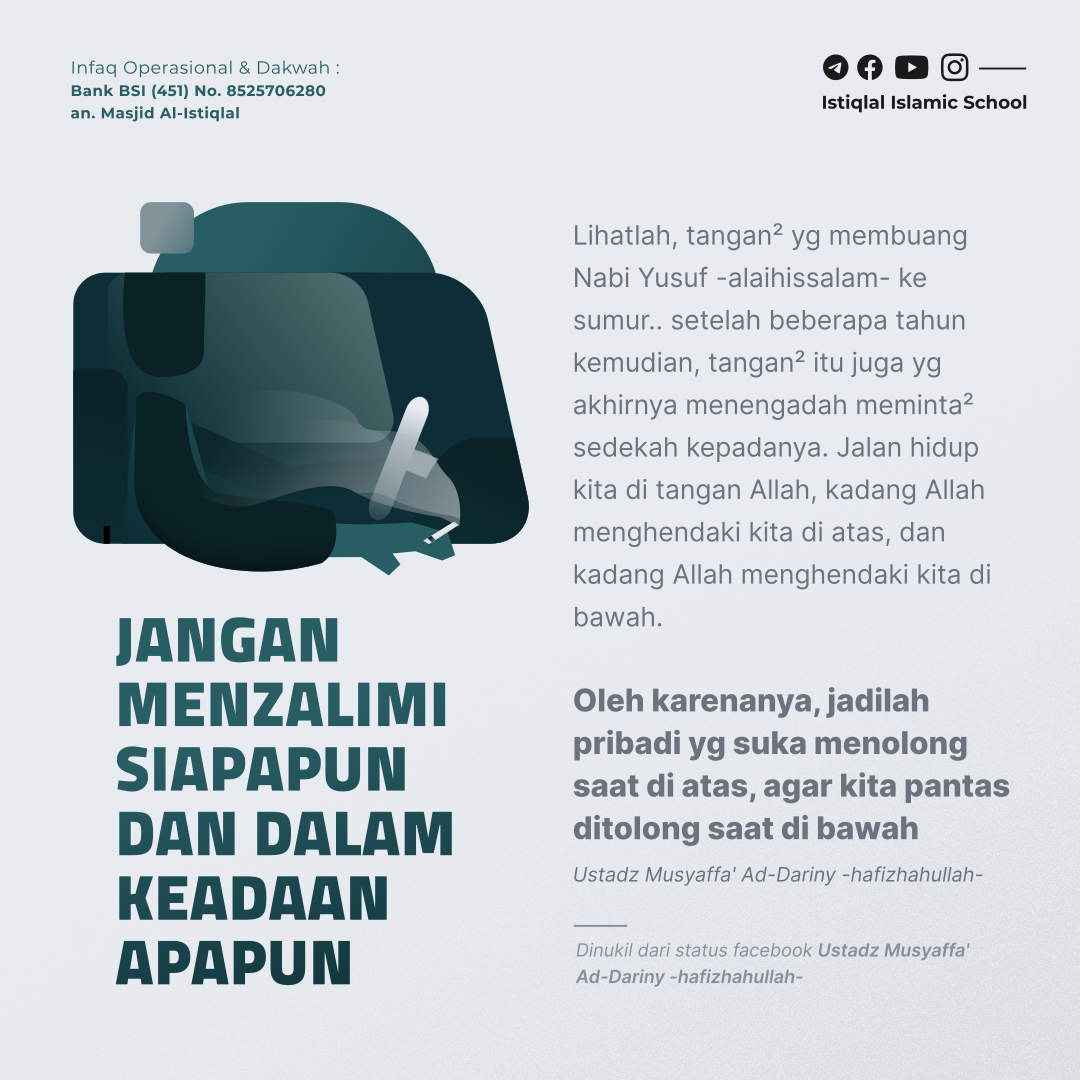 Infaq Operasional & Dakwah :
Bank BSI (451) No. 8525706280
an. Masjid Al-Istiqlal
Istiqlal Islamic School
Lihatlah, tangan² yg membuang
Nabi Yusuf -alaihissalam- ke
sumur.. setelah beberapa tahun
kemudian, tangan² itu juga yg
akhirnya menengadah meminta²
sedekah kepadanya. Jalan hidup
kita di tangan Allah, kadang Allah
menghendaki kita di atas, dan
kadang Allah menghendaki kita di
bawah.
Oleh karenanya, jadilah
pribadi yg suka menolong
saat di atas, agar kita pantas
ditolong saat di bawah
Ustadz Musyaffa' Ad-Dariny -hafizhahullah-
Dinukil dari status facebook Ustadz Musyaffa'
Ad-Dariny -hafizhahullah-
JANGAN
MENZALIMI
SIAPAPUN
DAN DALAM
KEADAAN
APAPUN